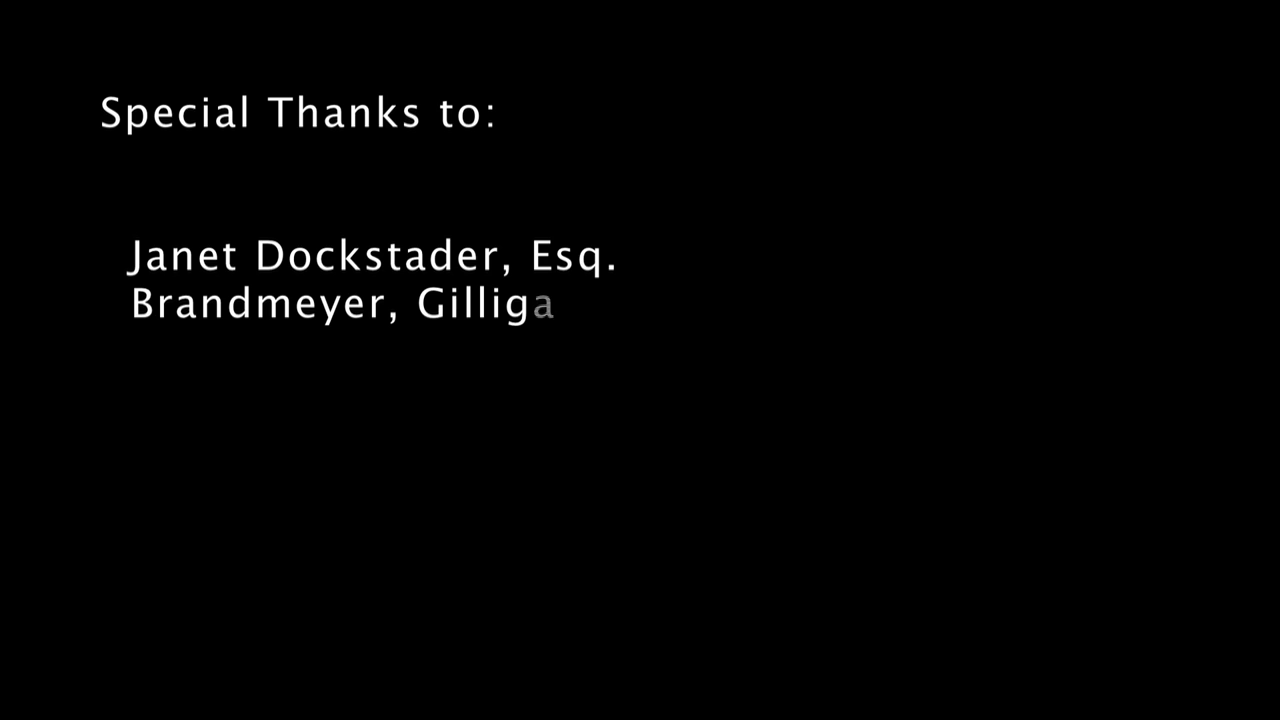 Special Thanks to:
Janet Dockstader, Esq.
Brandmeyer, Gilliga